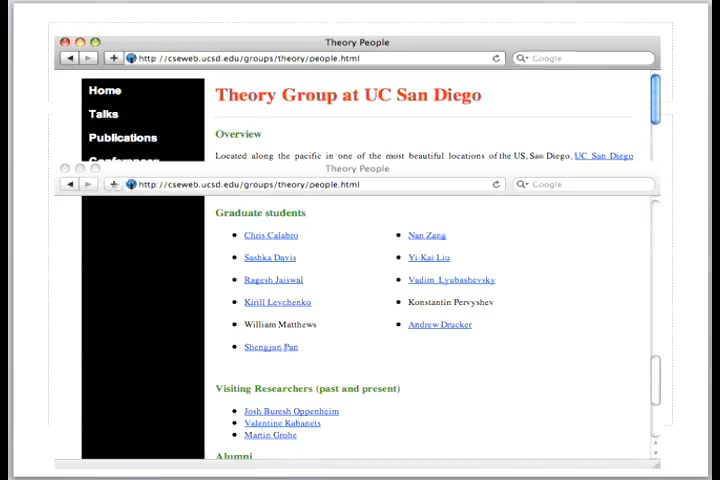 Theory People
http://cseweb.ucsd.edu/groups/theory/people.html
Google
Home
Talks
Publications
Conferences
Theory Group at UC San Diego
Overview
Located along the pacific in one of the most beautiful locations of the US, San Diego, UC San Diego
Theory People
http://cseweb.ucsd.edu/groups/theory/people.html
Google
Graduate students
Chris Calabro
Nan Zang
Sashka Davis
Yi-Kai Liu
Ragesh Jaiswal
Vadim Lyubashevsky
Kirill Levchenko
Konstantin Pervyshev
William Matthews
Andrew Drucker
Shengjun Pan
Visiting Researchers (past and present)
Josh Buresh Oppenheim
Valentine Kabanets
Martin Grohe
Alumni